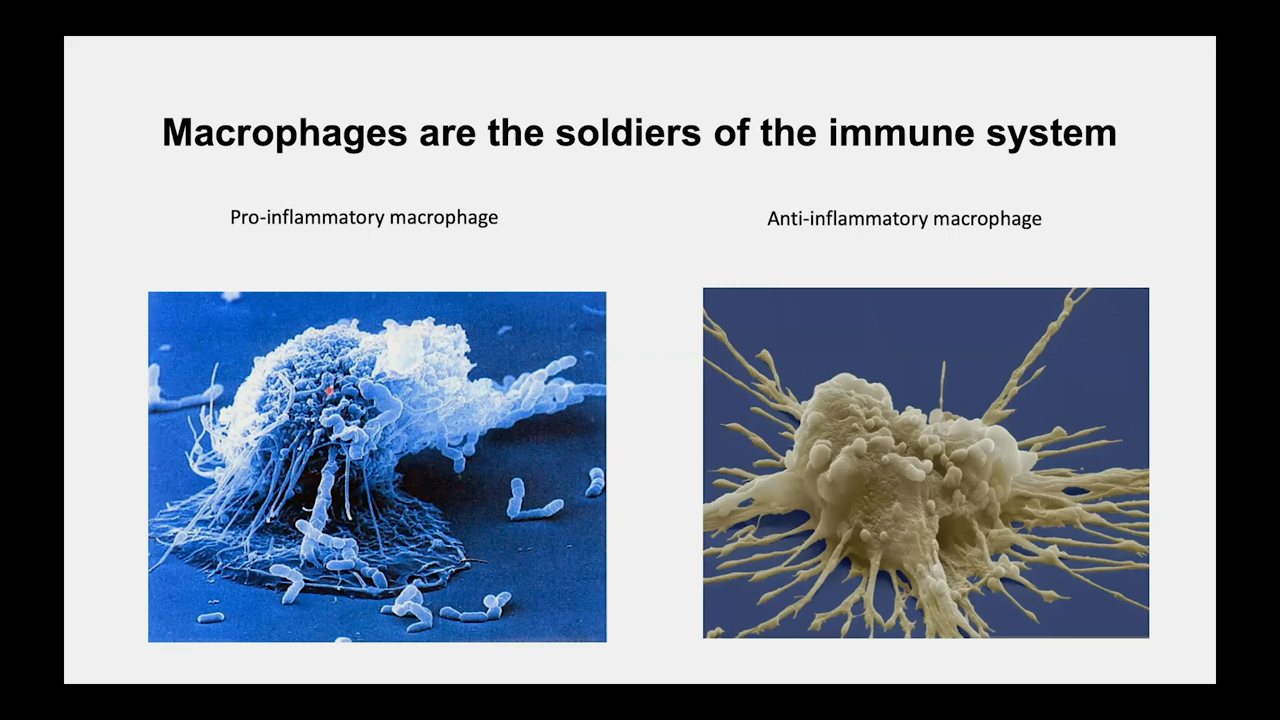 Macrophages are the soldiers of the immune system
Pro-inflammatory macrophage
Anti-inflammatory macrophage